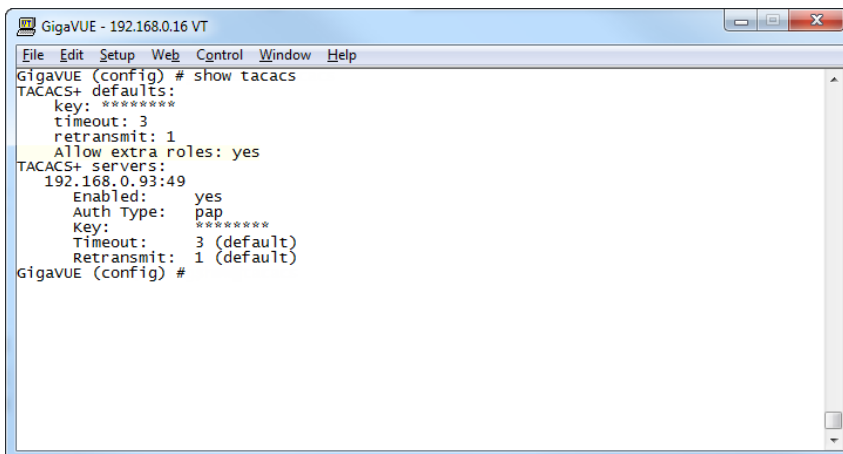 GigaVUE - 192.168.0.16 VT
File Edit Setup Web Control Window Help
GigaVUE (config) # show tacacs
TACACS+ defaults:
    key: ********
    timeout: 3
    retransmit: 1
    Allow extra roles: yes
TACACS+ servers:
   192.168.0.93:49
      Enabled:     yes
      Auth Type:   pap
      Key:         ********
      Timeout:     3 (default)
      Retransmit:  1 (default)
GigaVUE (config) #